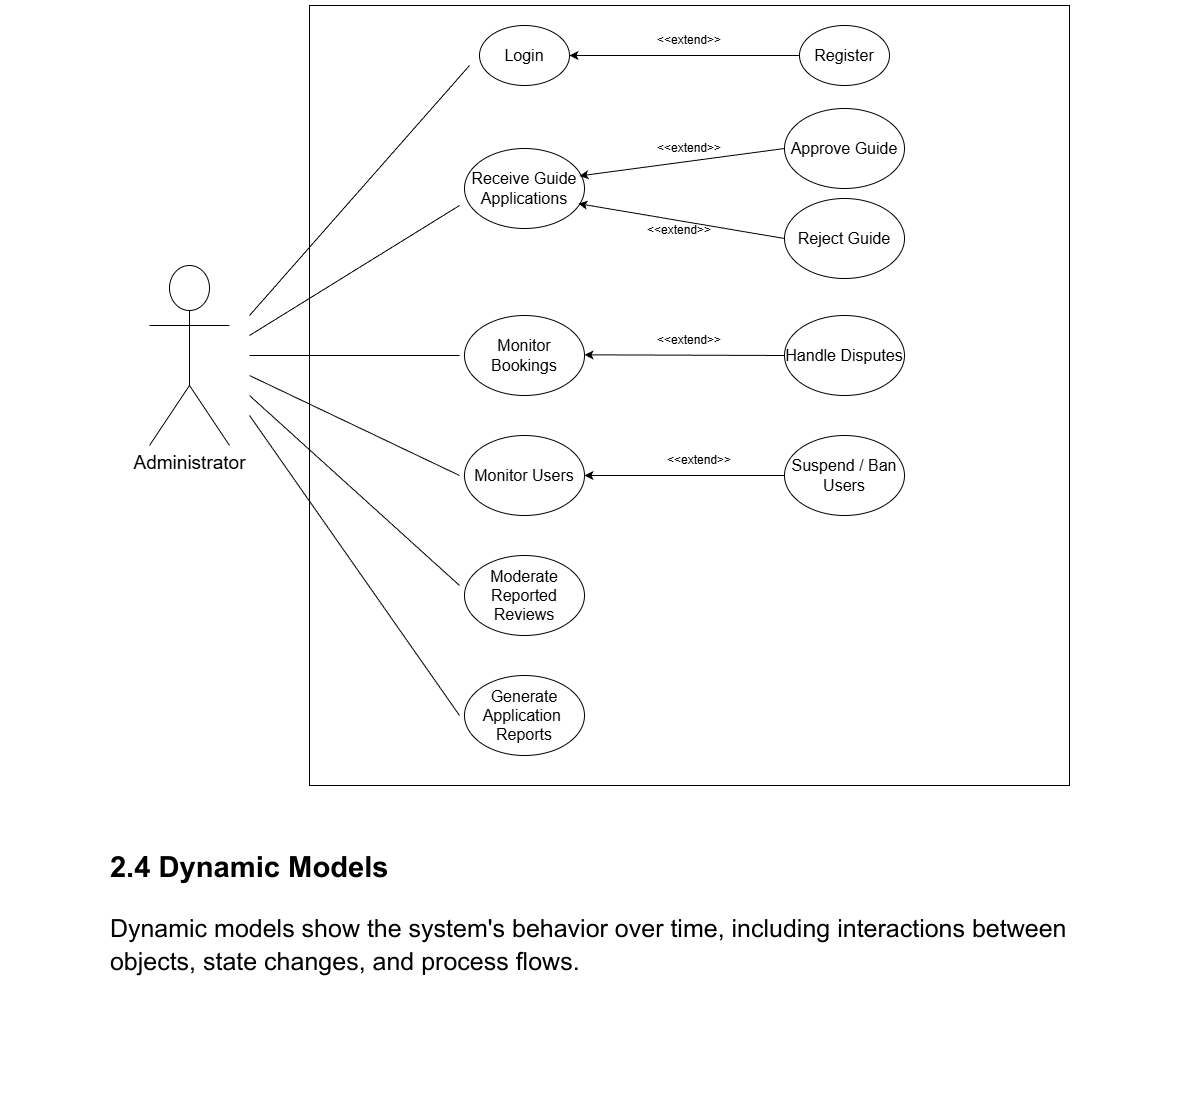 Login
<<extend>>
Register
Receive Guide
Applications
<<extend>>
Approve Guide
<<extend>>
Reject Guide
Administrator
Monitor
Bookings
<<extend>>
Handle Disputes
Monitor Users
<<extend>>
Suspend / Ban
Users
Moderate
Reported
Reviews
Generate
Application
Reports
2.4 Dynamic Models
Dynamic models show the system's behavior over time, including interactions between
objects, state changes, and process flows.